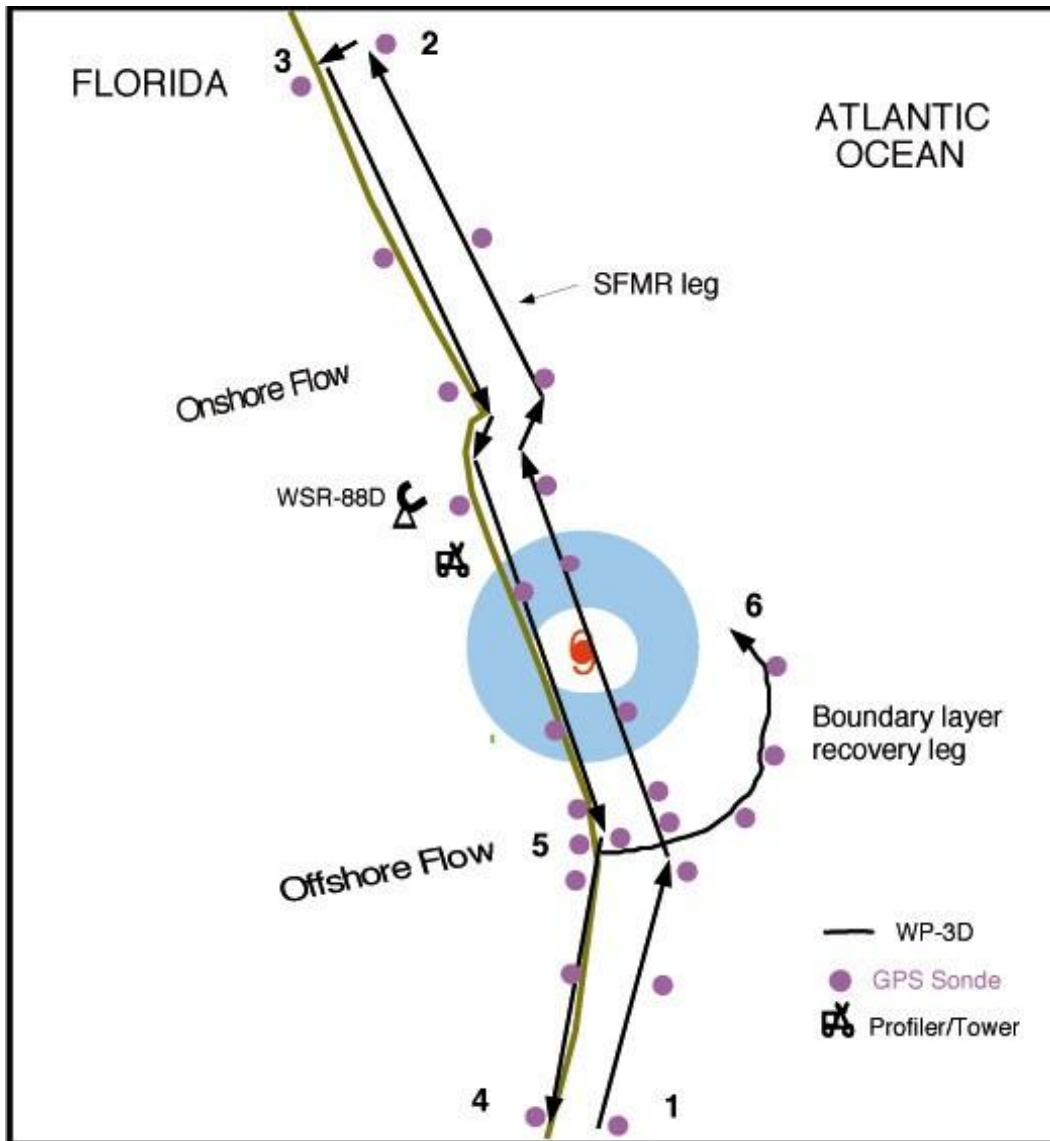 3
2
FLORIDA
ATLANTIC
OCEAN
SFMR leg
Onshore Flow
WSR-88D
6
Boundary layer
recovery leg
5
Offshore Flow
WP-3D
GPS Sonde
Profiler/Tower
4
1